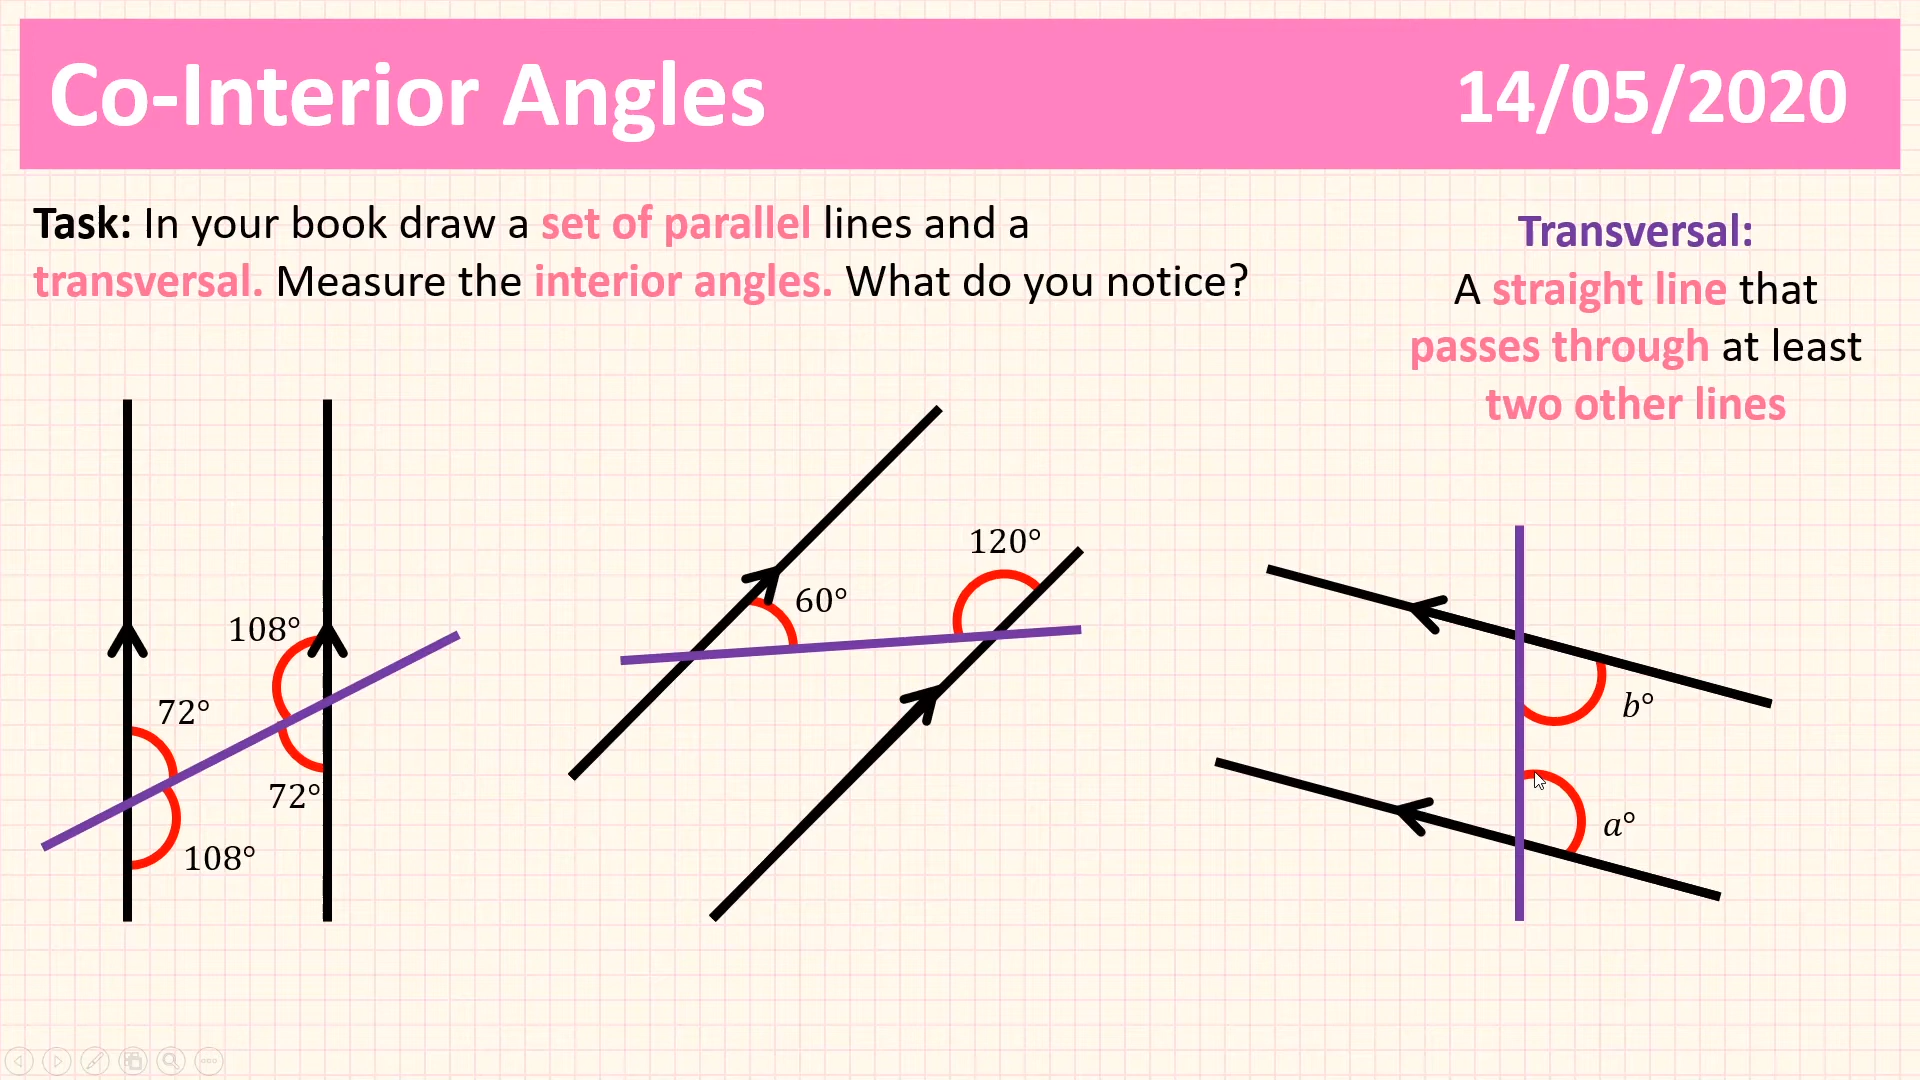 Co-Interior Angles
14/05/2020
Task: In your book draw a set of parallel lines and a
transversal. Measure the interior angles. What do you notice?
Transversal:
A straight line that
passes through at least
two other lines
108°
72°
72°
108°
60°
120°
b°
a°